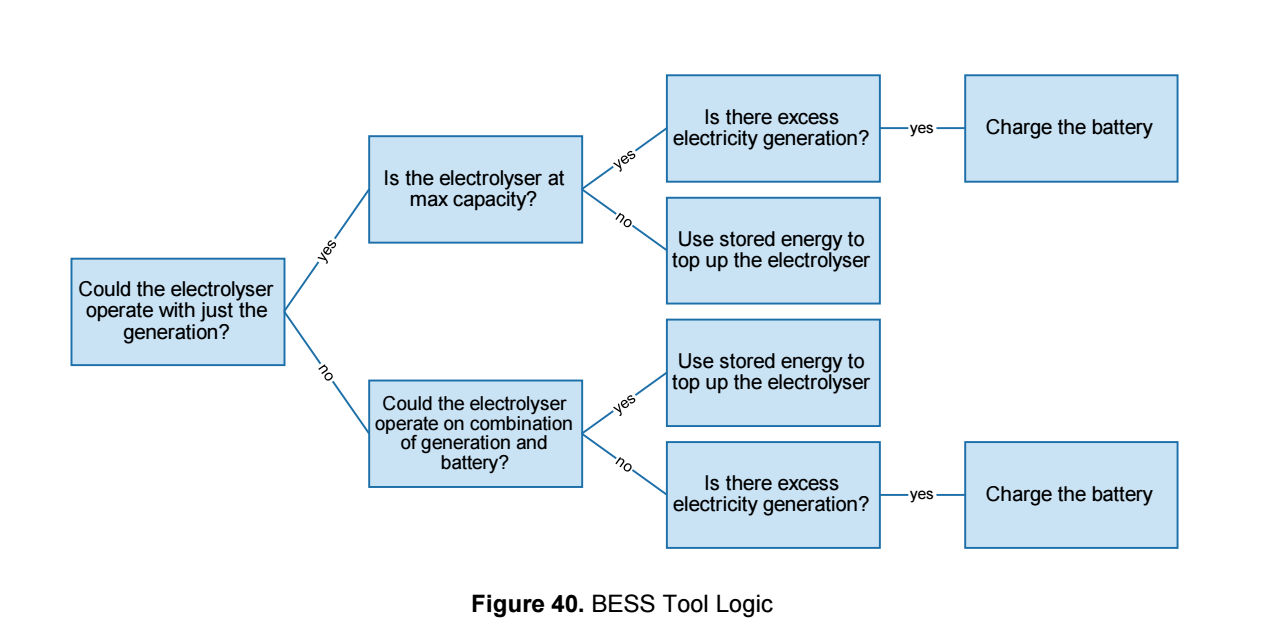 Is there excess
electricity generation?
yes
Charge the battery
Is the electrolyser at
max capacity?
yes
no
Use stored energy to
top up the electrolyser
yes
Could the electrolyser
operate with just the
generation?
no
Use stored energy to
top up the electrolyser
Could the electrolyser
operate on combination
of generation and
battery?
yes
no
Is there excess
electricity generation?
yes
Charge the battery
Figure 40. BESS Tool Logic